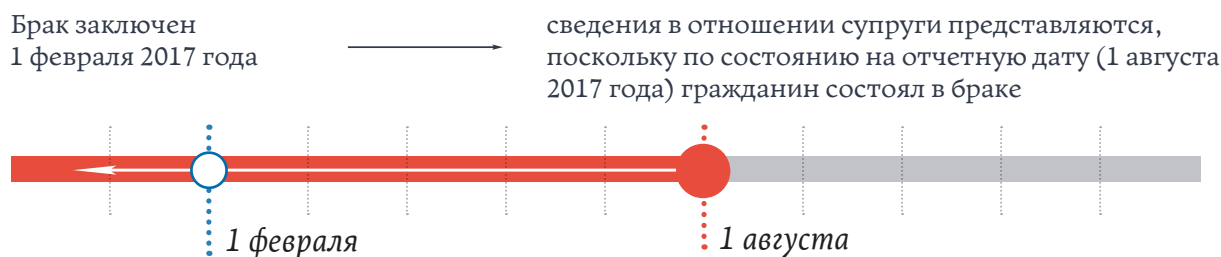 Брак заключен
1 февраля 2017 года
сведения в отношении супруги представляются,
поскольку по состоянию на отчетную дату (1 августа
2017 года) гражданин состоял в браке
1 февраля
1 августа